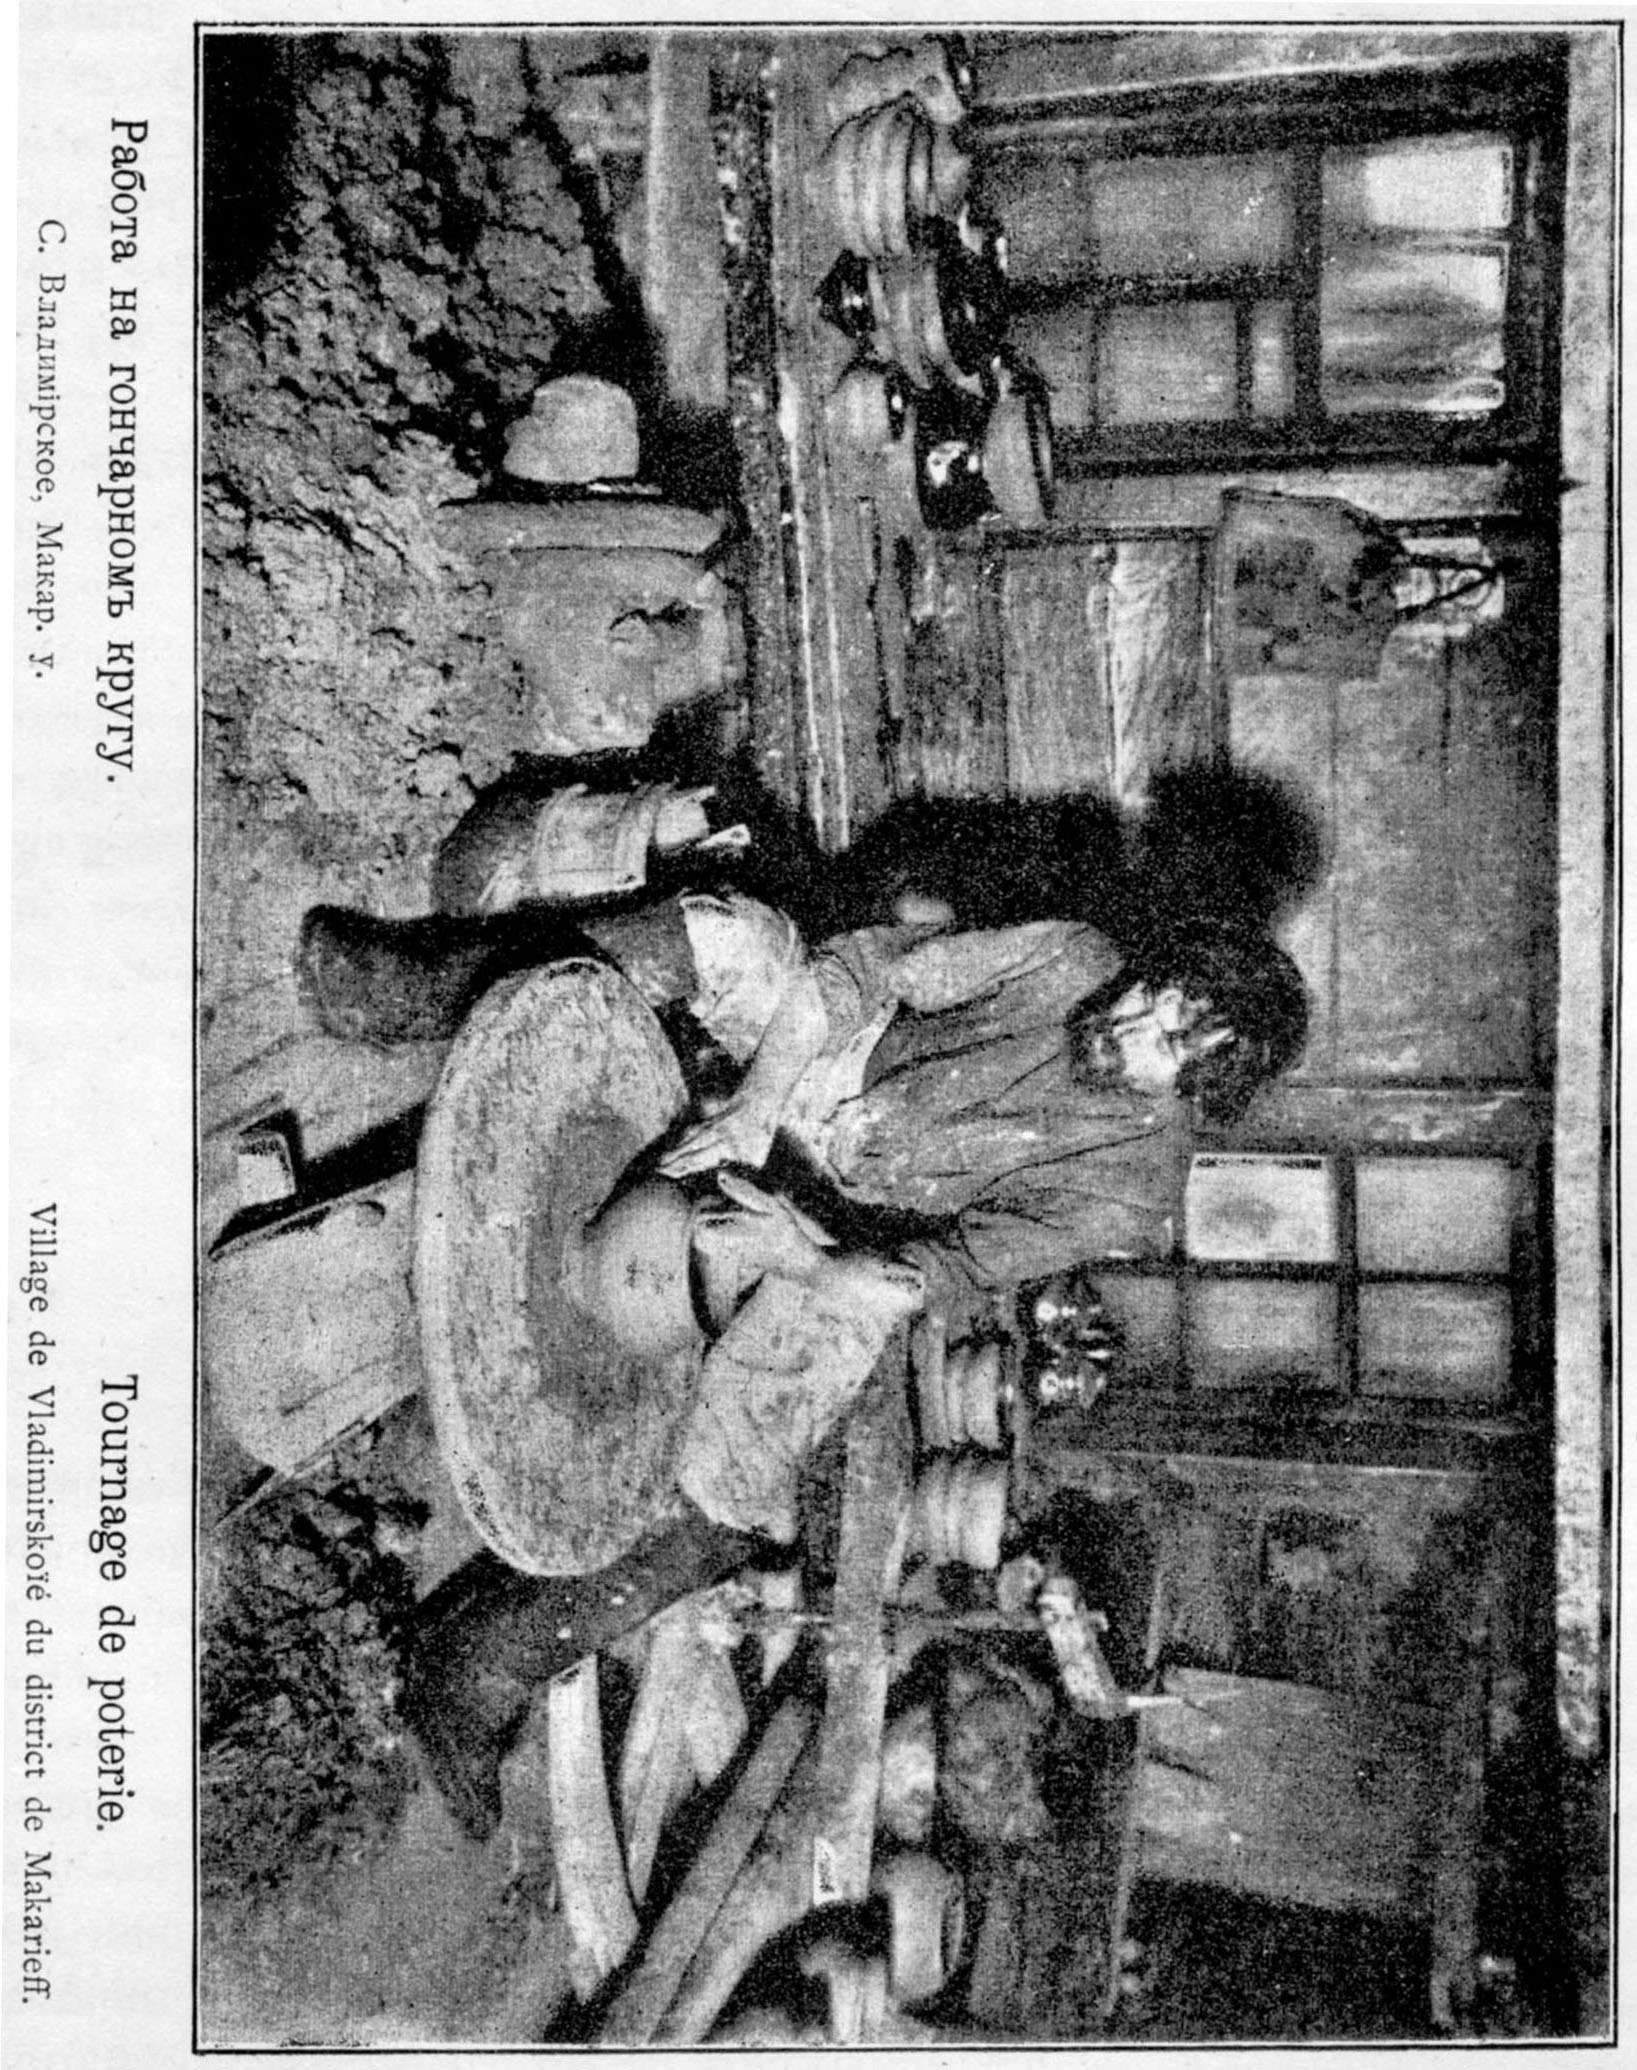 Работа на гончарномъ кругу.
С. Владимірское, Макар. у.
Tournage de poterie.
Village de Vladimirskoïé du district de Makarieff.